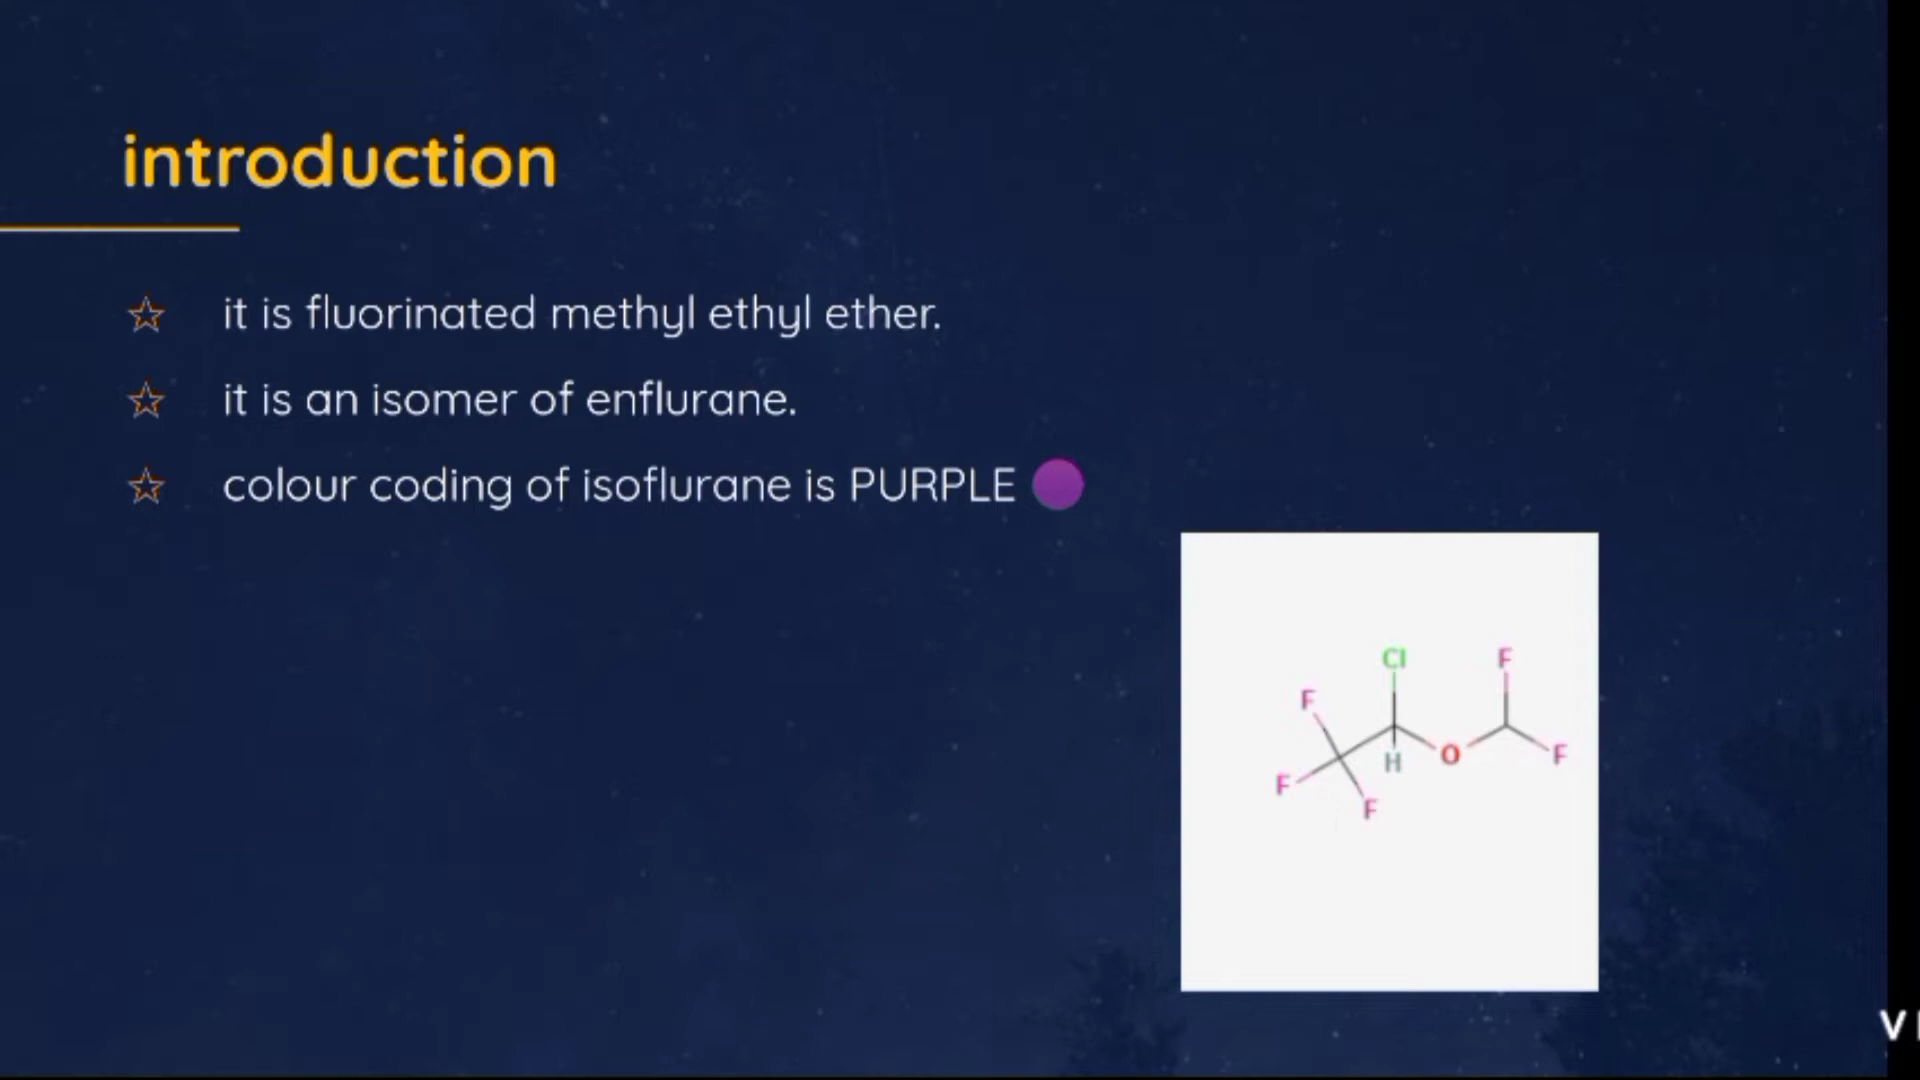 introduction
it is fluorinated methyl ethyl ether.
it is an isomer of enflurane.
colour coding of isoflurane is PURPLE
Cl
F
F
H
O
F
F
F
V